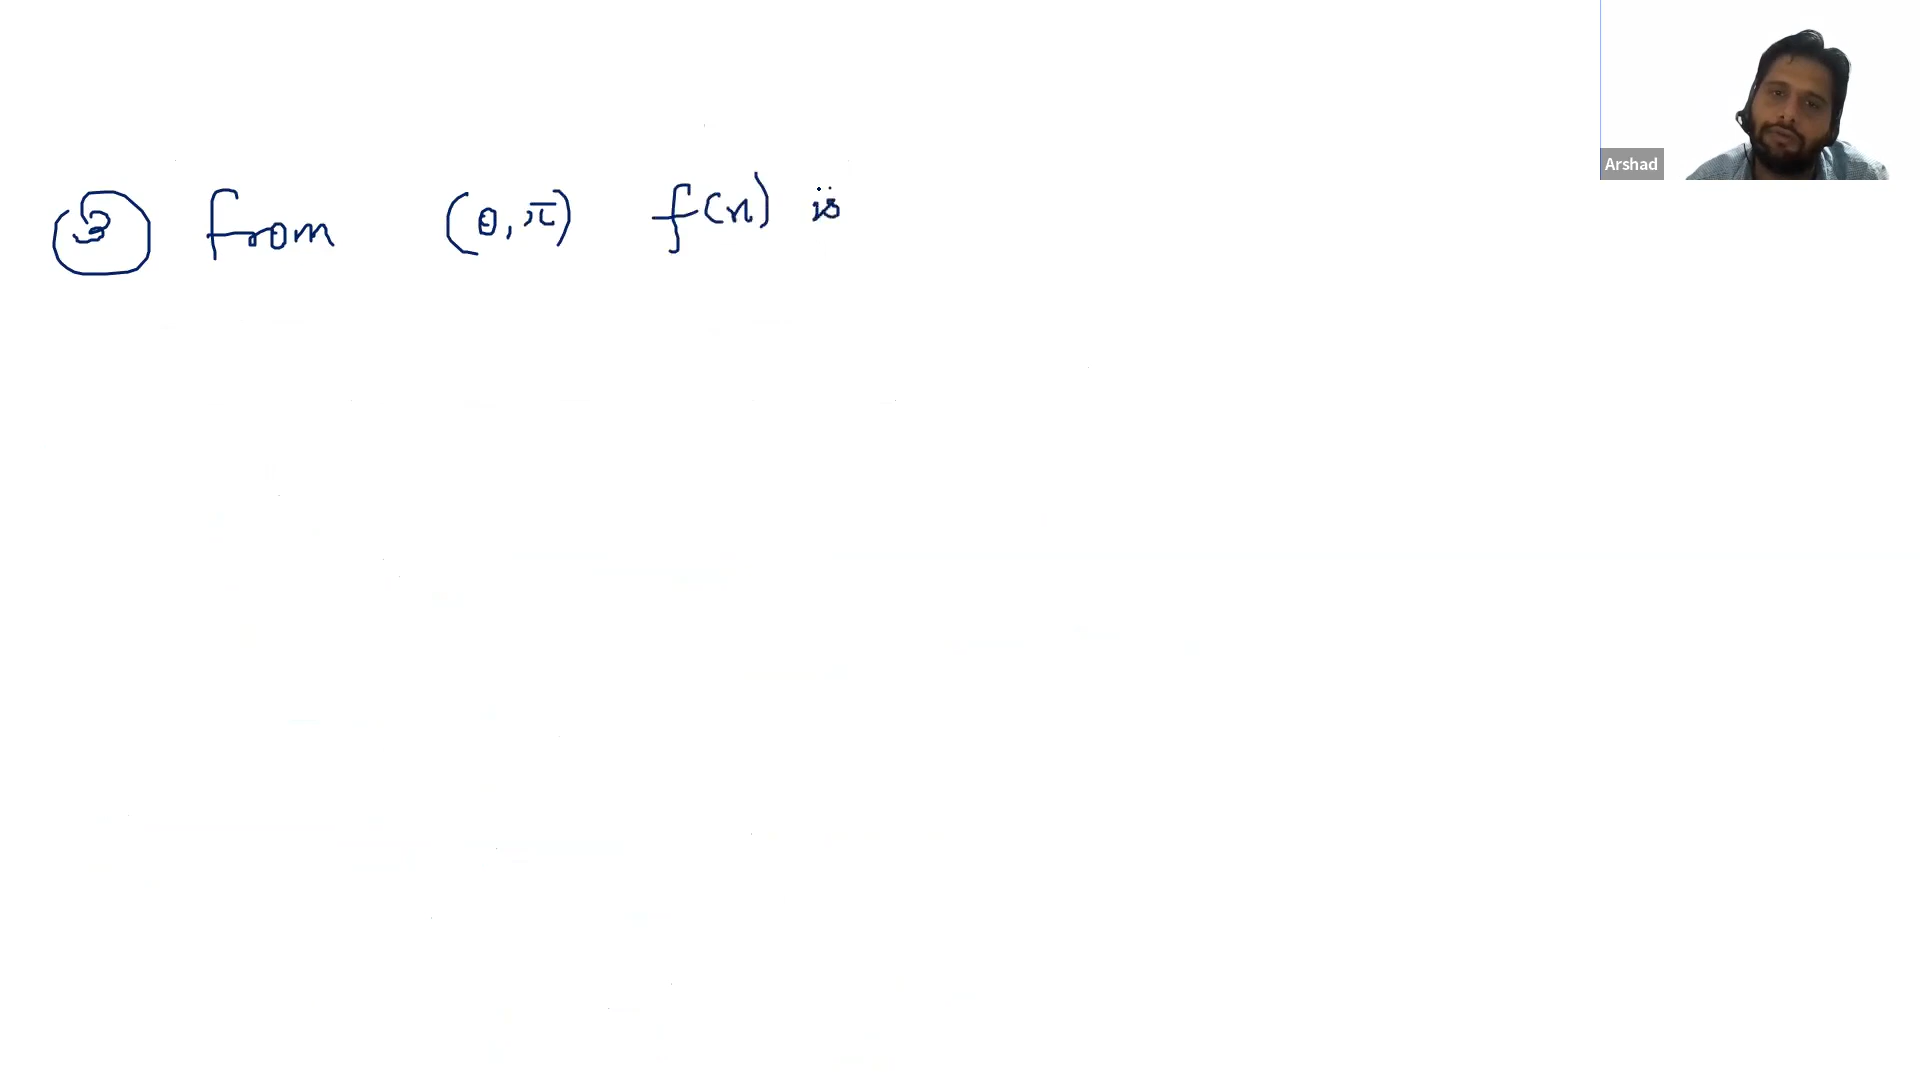 ③ from (0, π) f(x) is
Arshad